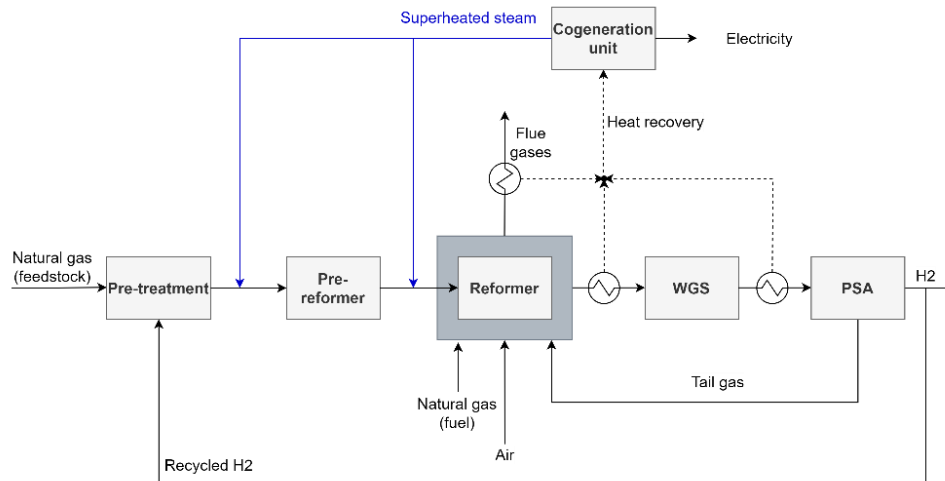 Superheated steam
Cogeneration
unit
Electricity
Heat recovery
Flue
gases
Natural gas
(feedstock)
Pre-treatment
Pre-
reformer
Reformer
WGS
PSA
H2
Tail gas
Natural gas
(fuel)
Air
Recycled H2